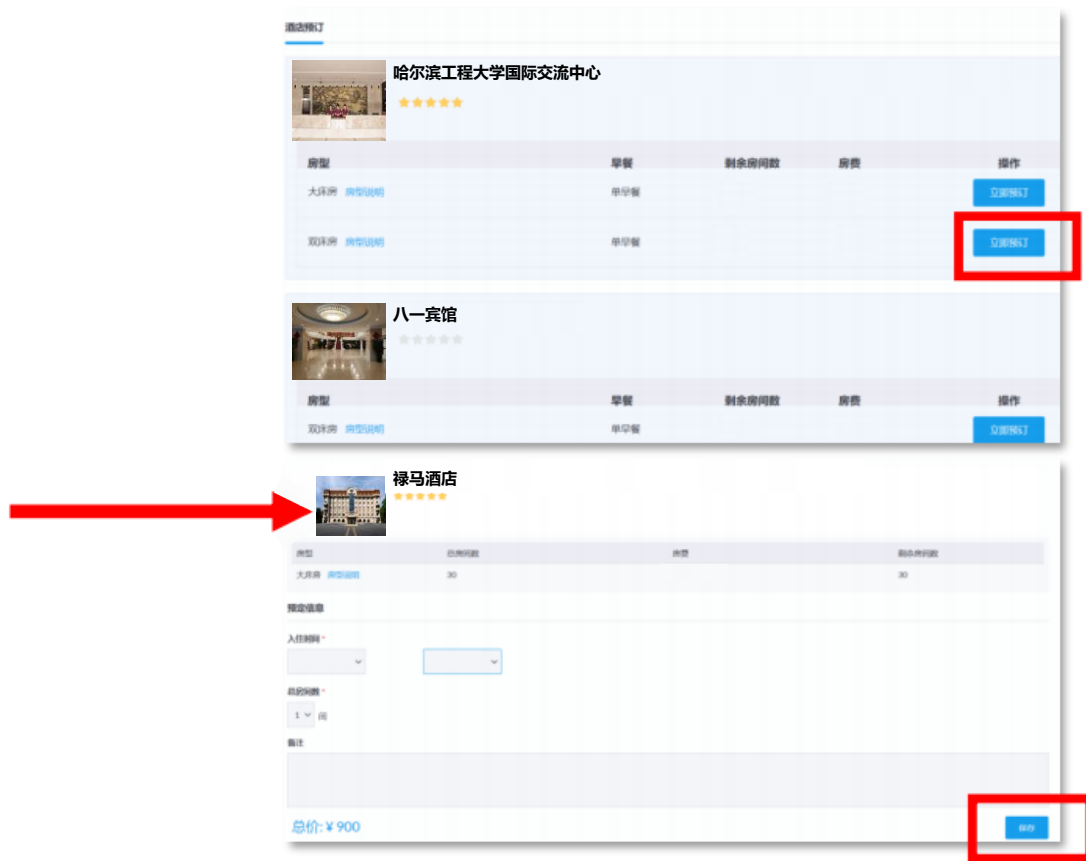 酒店预订
哈尔滨工程大学国际交流中心
房型 早餐 剩余房间数 房费 操作
大床房 房型说明 单早餐 立即预订
双床房 房型说明 单早餐 立即预订
八一宾馆
房型 早餐 剩余房间数 房费 操作
双床房 房型说明 单早餐 立即预订
禄马酒店
房型 总房间数 房费 剩余房间数
大床房 房型说明 30 30
预定信息
入住时间 *
总房间数 *
1 间
备注
总价: ¥ 900
保存